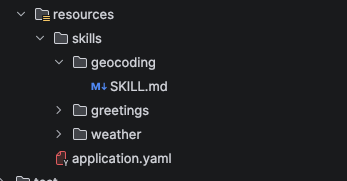 resources
skills
geocoding
M↓ SKILL.md
greetings
weather
Y application.yaml